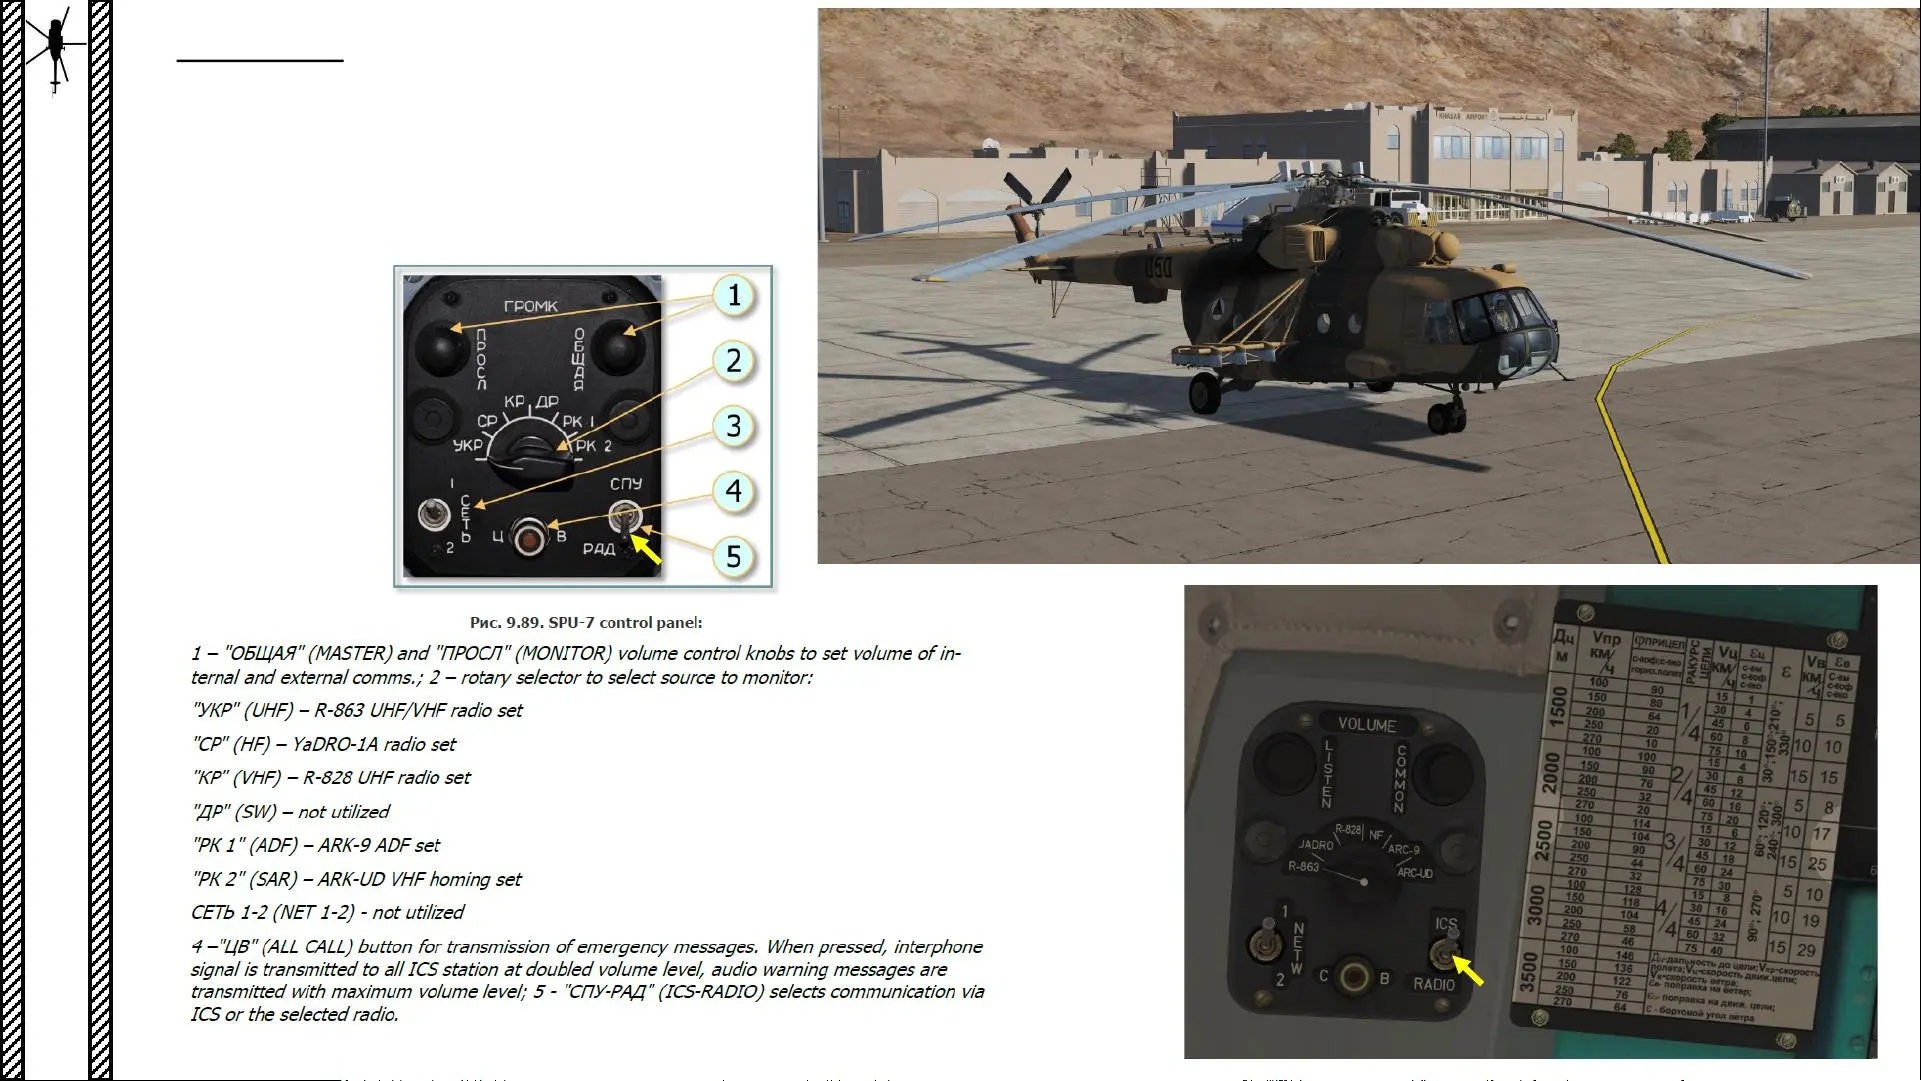 KHASAB AIRPORT
050
ГРОМК
ПРОСЛ
ОБЩАЯ
КР ДР
СР
РК 1
УКР
РК 2
1
СЕТЬ
2
СПУ
Ц
В
РАД
1
2
3
4
5
Рис. 9.89. SPU-7 control panel:
1 – "ОБЩАЯ" (MASTER) and "ПРОСЛ" (MONITOR) volume control knobs to set volume of in-
ternal and external comms.; 2 – rotary selector to select source to monitor:
"УКР" (UHF) – R-863 UHF/VHF radio set
"СР" (HF) – YaDRO-1A radio set
"КР" (VHF) – R-828 UHF radio set
"ДР" (SW) – not utilized
"РК 1" (ADF) – ARK-9 ADF set
"РК 2" (SAR) – ARK-UD VHF homing set
СЕТЬ 1-2 (NET 1-2) - not utilized
4 –"ЦВ" (ALL CALL) button for transmission of emergency messages. When pressed, interphone
signal is transmitted to all ICS station at doubled volume level, audio warning messages are
transmitted with maximum volume level; 5 - "СПУ-РАД" (ICS-RADIO) selects communication via
ICS or the selected radio.
VOLUME
LISTEN
COMMON
R-828 NF
JADRO
ARC-9
R-863
ARC-UD
1
NETW
2
ICS
C
B
RADIO
Дц М
Vпр КМ/Ч
φПРИЦЕЛ
РАКУРС ЦЕЛИ
Vц КМ/Ч
εц
ε
Vв КМ/Ч
εв
1500
100 90
150 80
200 64
250 20
270 10
1/4
15 1
30 4
45 6
60 8
75 10
2000
100 100
150 90
200 76
250 32
270 20
2/4
15 4
30 8
45 12
60 16
75 20
2500
100 114
150 104
200 90
250 44
270 32
3/4
15 6
30 12
45 18
60 24
75 30
3000
100 128
150 118
200 104
250 58
270 46
4/4
15 8
30 16
45 24
60 32
75 40
3500
100 146
150 136
200 122
250 76
270 64
30°;150°;210°;330°
5 5
10 10
15 15
60°;120°;240°;300°
5 8
10 17
15 25
90°; 270°
5 10
10 19
15 29
Дц-дальность до цели; Vпр-скорость
полета; Vц-скорость движ.цели;
Vв-скорость ветра;
εв- поправка на ветер;
εц- поправка на движ. цели;
ε - бортовой угол ветра